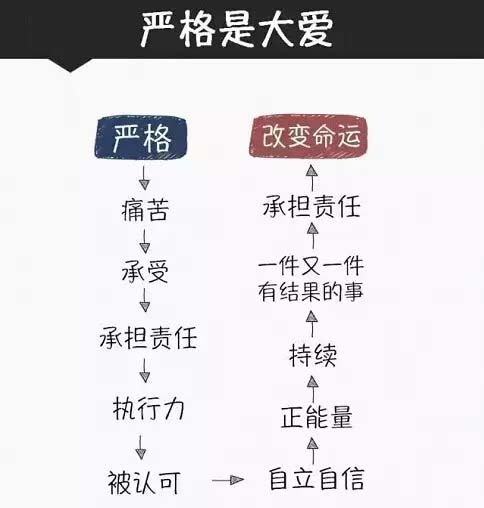 严格是大爱
严格
痛苦
承受
承担责任
执行力
被认可
自立自信
正能量
持续
一件又一件
有结果的事
承担责任
改变命运